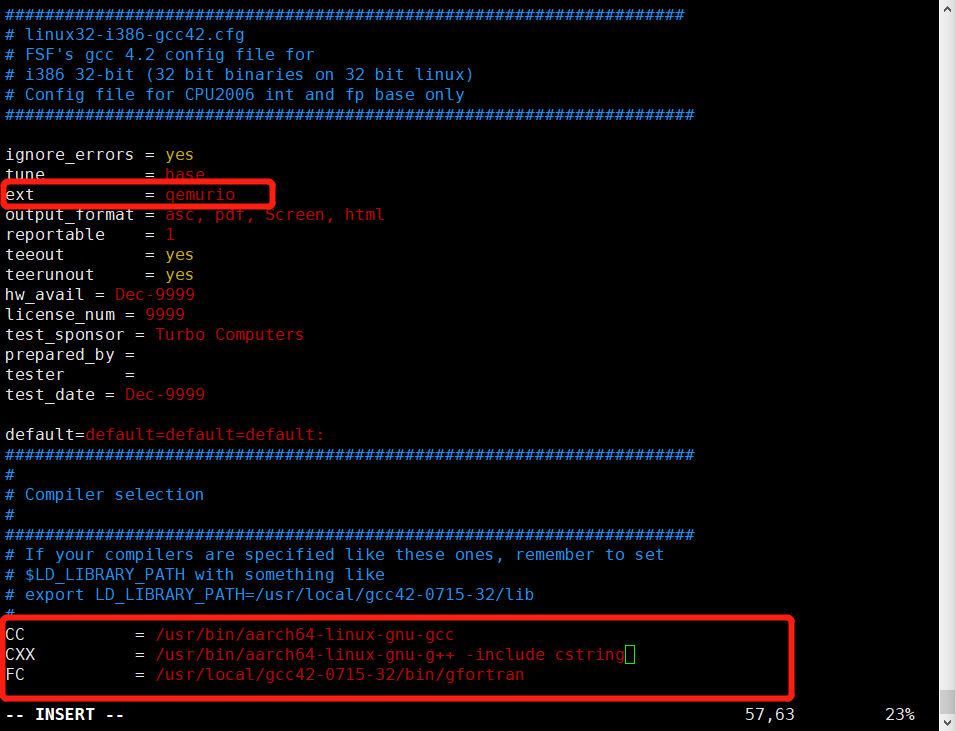 ####################################################################
# linux32-i386-gcc42.cfg
# FSF's gcc 4.2 config file for
# i386 32-bit (32 bit binaries on 32 bit linux)
# Config file for CPU2006 int and fp base only
#####################################################################
ignore_errors = yes
tune          = base
ext           = qemurio
output_format = asc, pdf, Screen, html
reportable    = 1
teeout        = yes
teerunout     = yes
hw_avail = Dec-9999
license_num = 9999
test_sponsor = Turbo Computers
prepared_by =
tester      =
test_date = Dec-9999
default=default=default=default:
#####################################################################
#
# Compiler selection
#
#####################################################################
# If your compilers are specified like these ones, remember to set
# $LD_LIBRARY_PATH with something like
# export LD_LIBRARY_PATH=/usr/local/gcc42-0715-32/lib
#
CC           = /usr/bin/aarch64-linux-gnu-gcc
CXX          = /usr/bin/aarch64-linux-gnu-g++ -include cstring
FC           = /usr/local/gcc42-0715-32/bin/gfortran
-- INSERT -- 57,63 23%